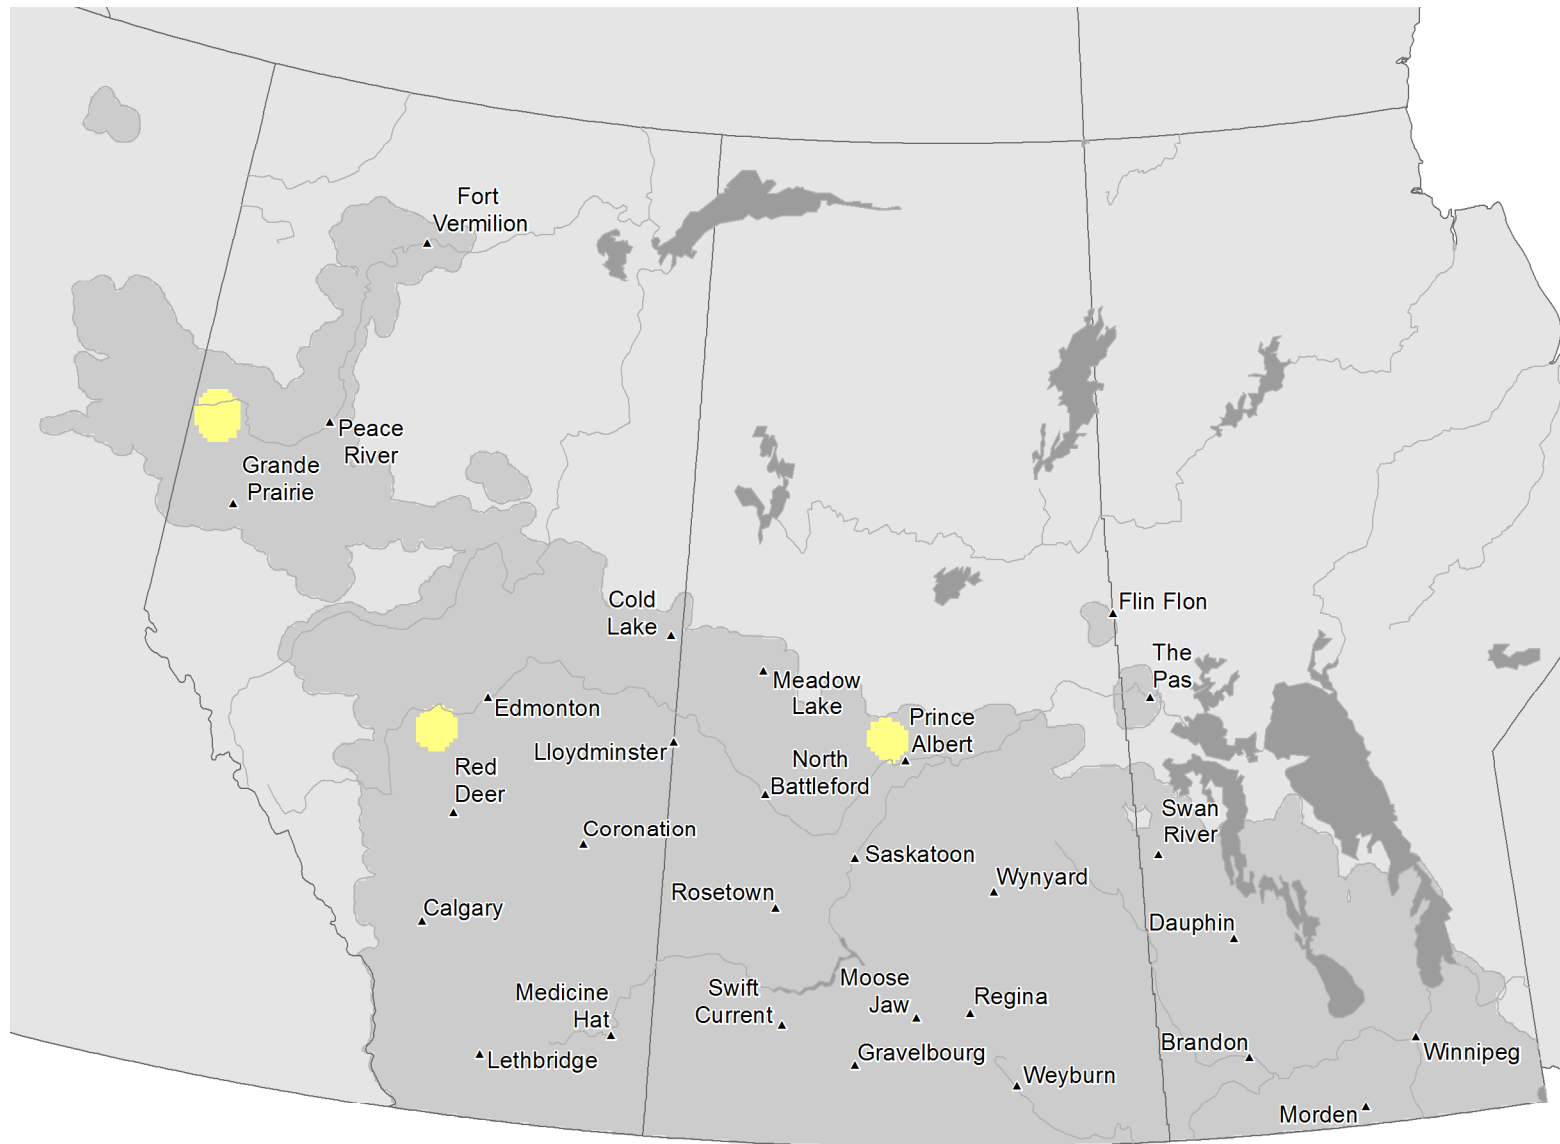 Fort
Vermilion
Peace
River
Grande
Prairie
Cold
Lake
Flin Flon
The
Pas
Meadow
Lake
Edmonton
Prince
Albert
Lloydminster
North
Battleford
Red
Deer
Swan
River
Coronation
Saskatoon
Wynyard
Rosetown
Calgary
Dauphin
Medicine
Hat
Swift
Current
Moose
Jaw
Regina
Brandon
Winnipeg
Lethbridge
Gravelbourg
Weyburn
Morden